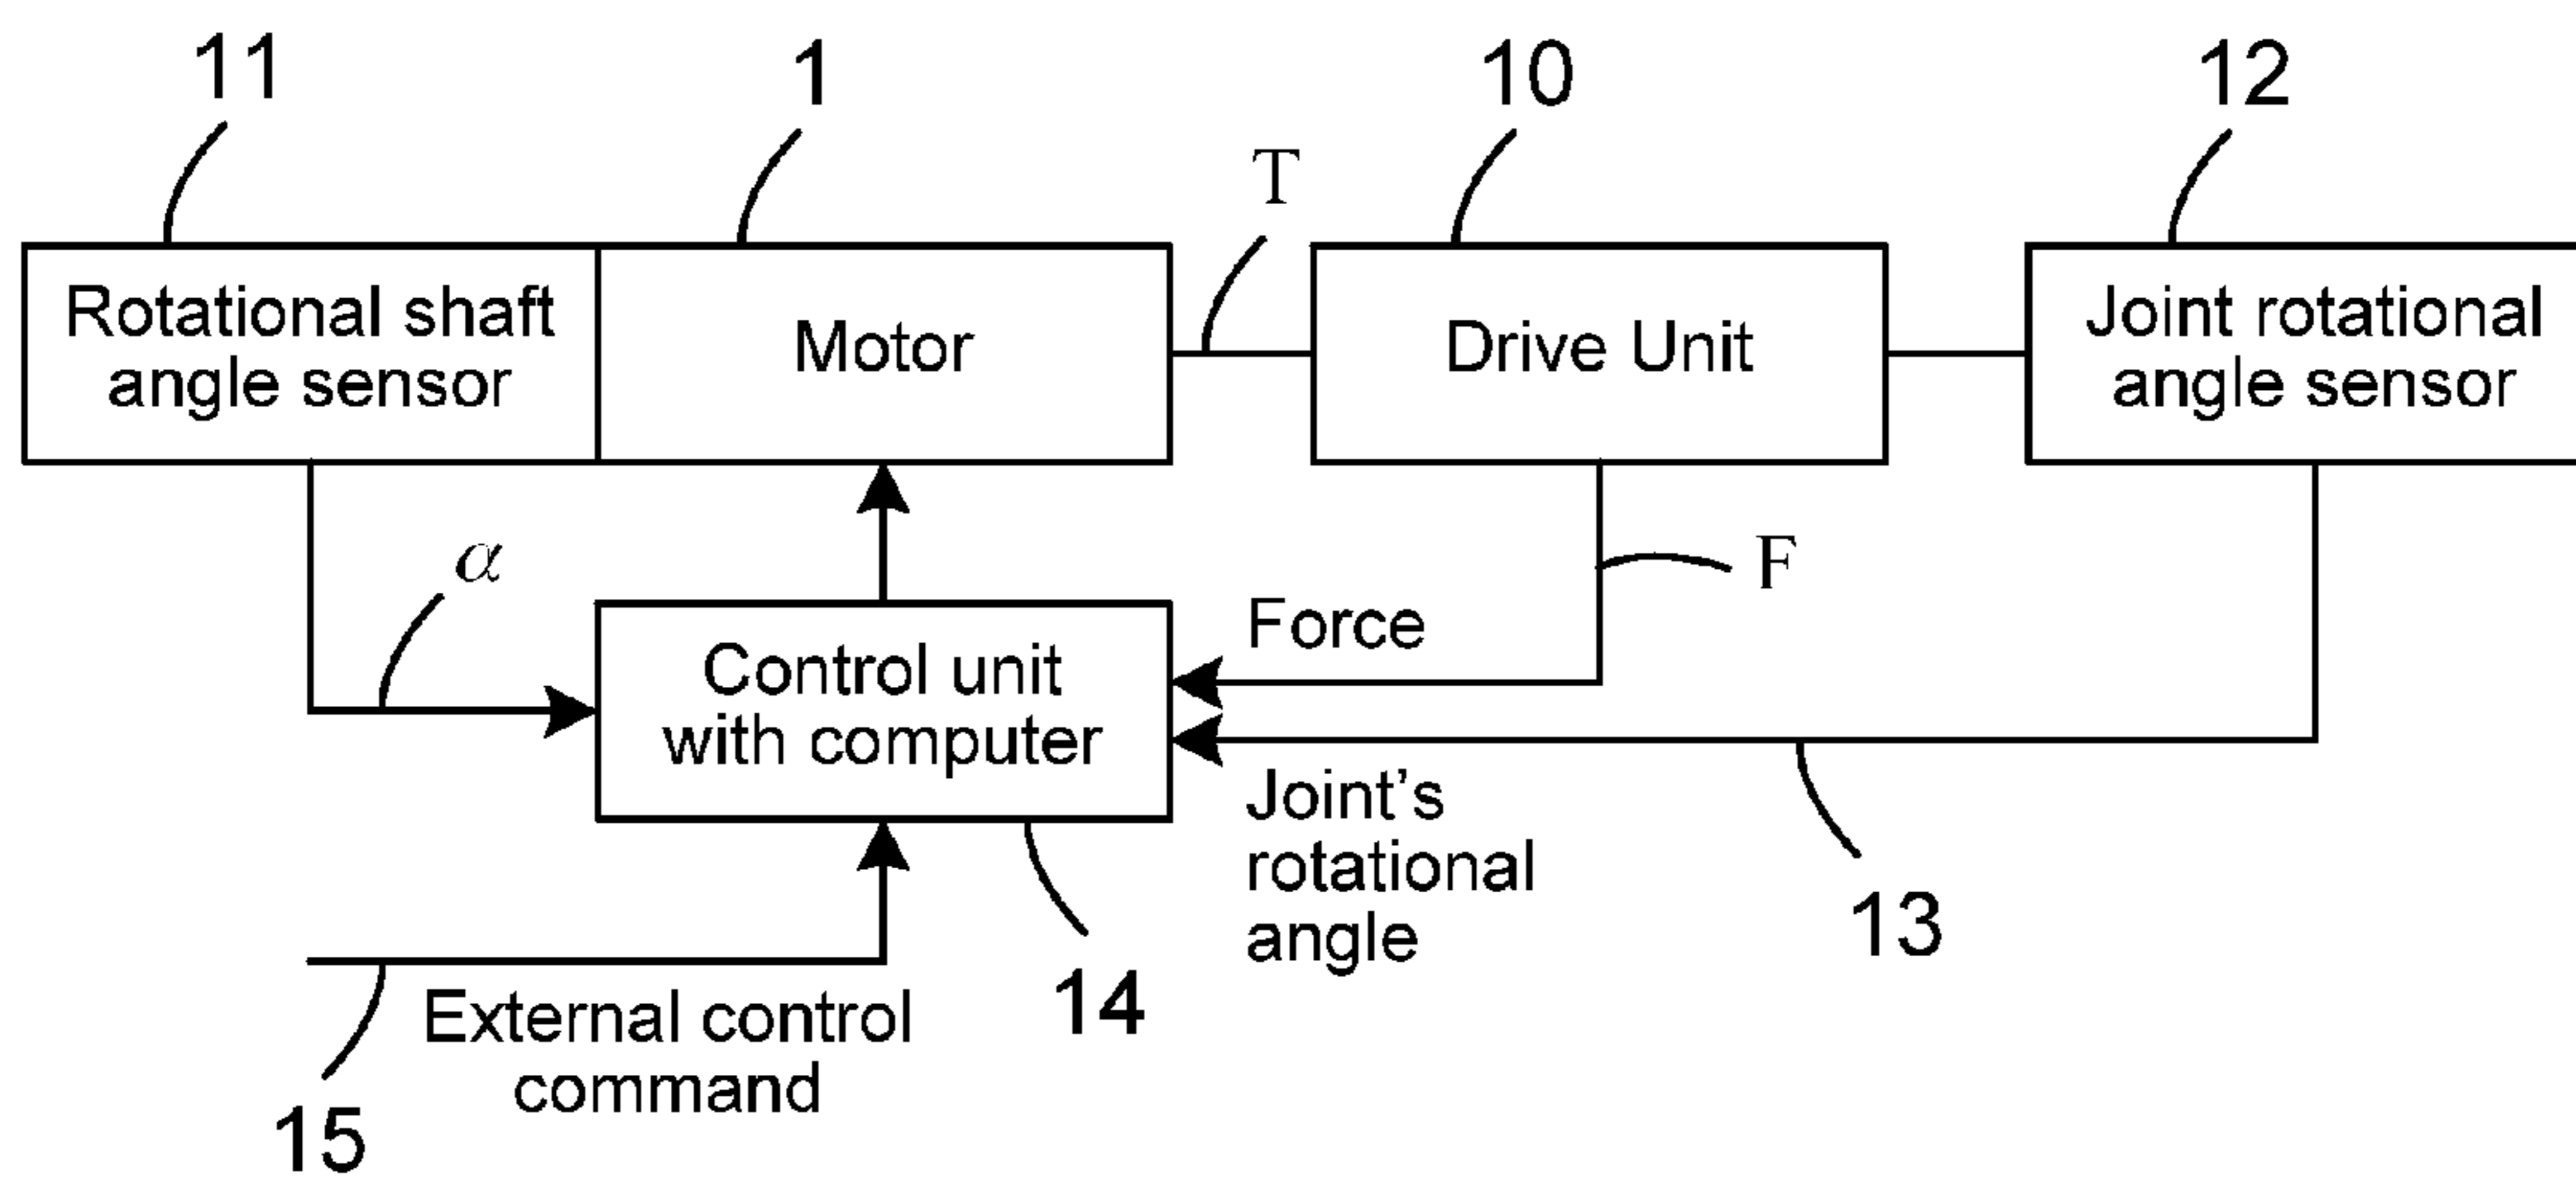 11
1
10
12
T
Rotational shaft
angle sensor
Motor
Drive Unit
Joint rotational
angle sensor
α
F
Force
Control unit
with computer
Joint's
rotational
angle
13
14
External control
command
15